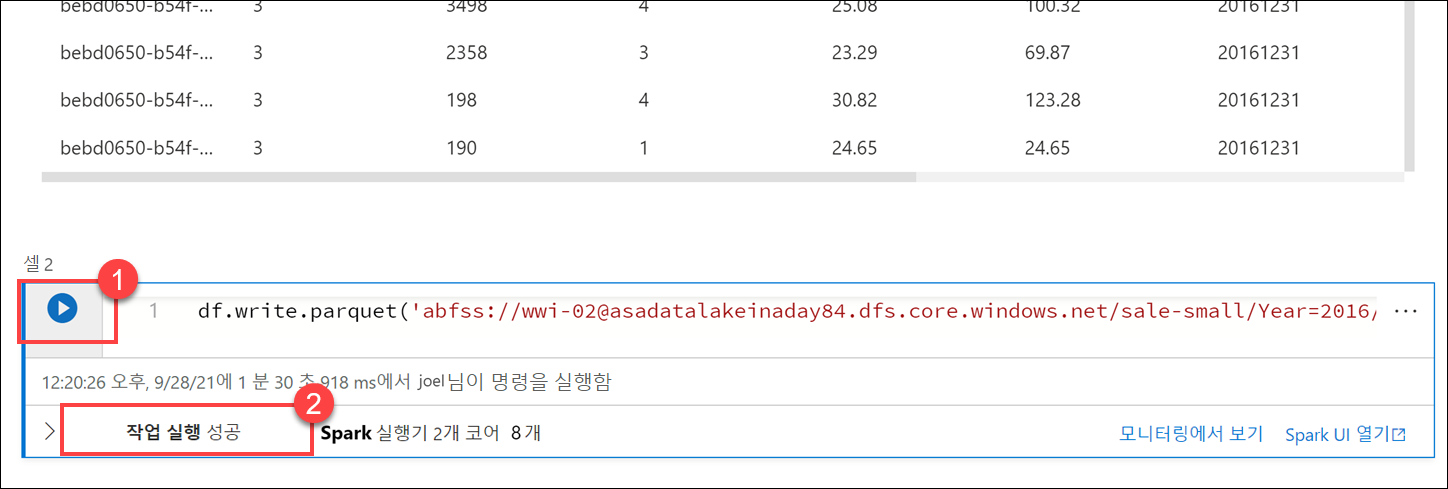 bebd0650-b54f-... 3 3498 4 25.08 100.32 20161231
bebd0650-b54f-... 3 2358 3 23.29 69.87 20161231
bebd0650-b54f-... 3 198 4 30.82 123.28 20161231
bebd0650-b54f-... 3 190 1 24.65 24.65 20161231
셀 2
1
1 df.write.parquet('abfss://wwi-02@asadatalakeinaday84.dfs.core.windows.net/sale-small/Year=2016/ ...
12:20:26 오후, 9/28/21에 1 분 30 초 918 ms에서 joel님이 명령을 실행함
2
작업 실행 성공 Spark 실행기 2개 코어 8개 모니터링에서 보기 Spark UI 열기